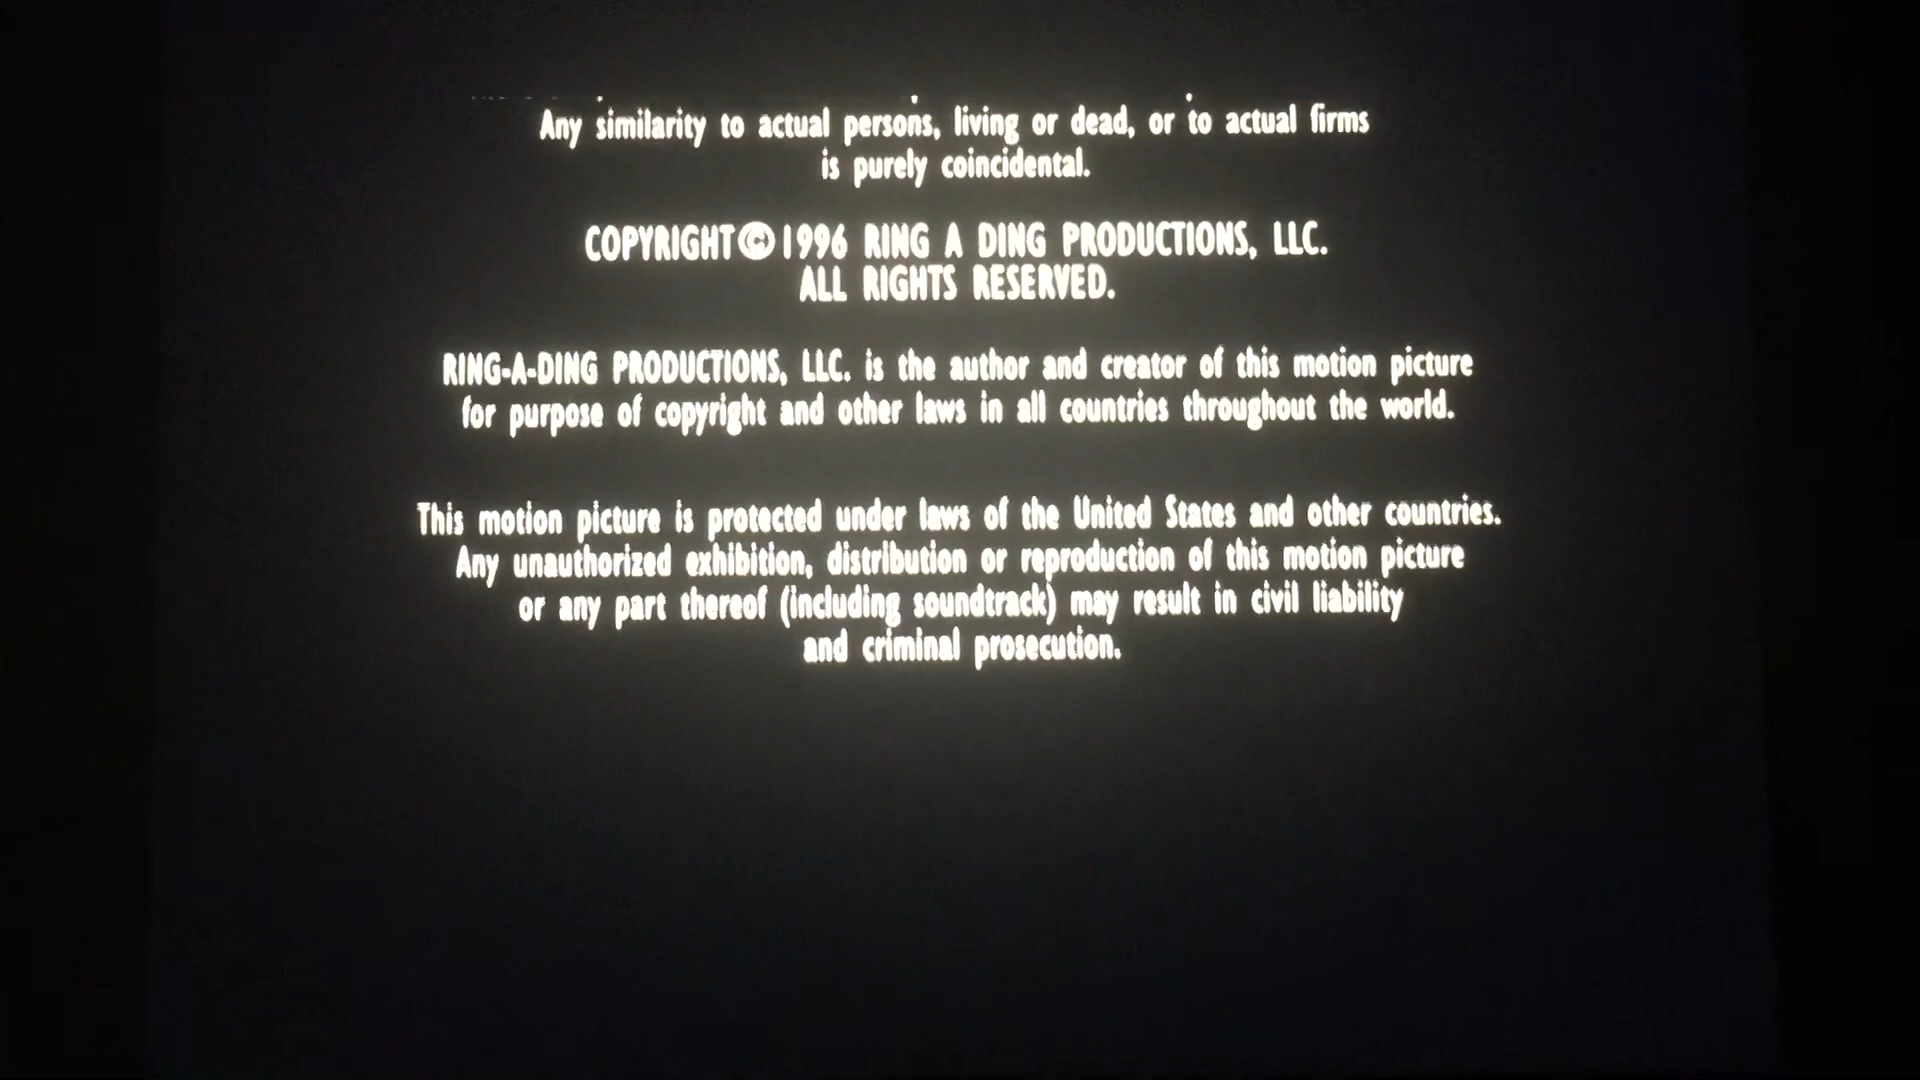 Any similarity to actual persons, living or dead, or to actual firms
is purely coincidental.
COPYRIGHT©1996 RING A DING PRODUCTIONS, LLC.
ALL RIGHTS RESERVED.
RING-A-DING PRODUCTIONS, LLC. is the author and creator of this motion picture
for purpose of copyright and other laws in all countries throughout the world.
This motion picture is protected under laws of the United States and other countries.
Any unauthorized exhibition, distribution or reproduction of this motion picture
or any part thereof (including soundtrack) may result in civil liability
and criminal prosecution.